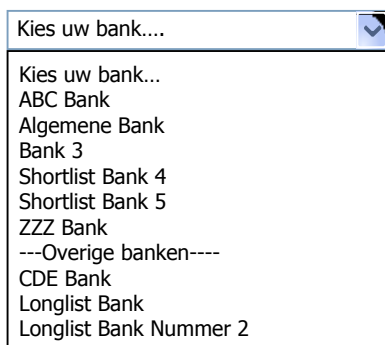 Kies uw bank....
Kies uw bank...
ABC Bank
Algemene Bank
Bank 3
Shortlist Bank 4
Shortlist Bank 5
ZZZ Bank
---Overige banken----
CDE Bank
Longlist Bank
Longlist Bank Nummer 2